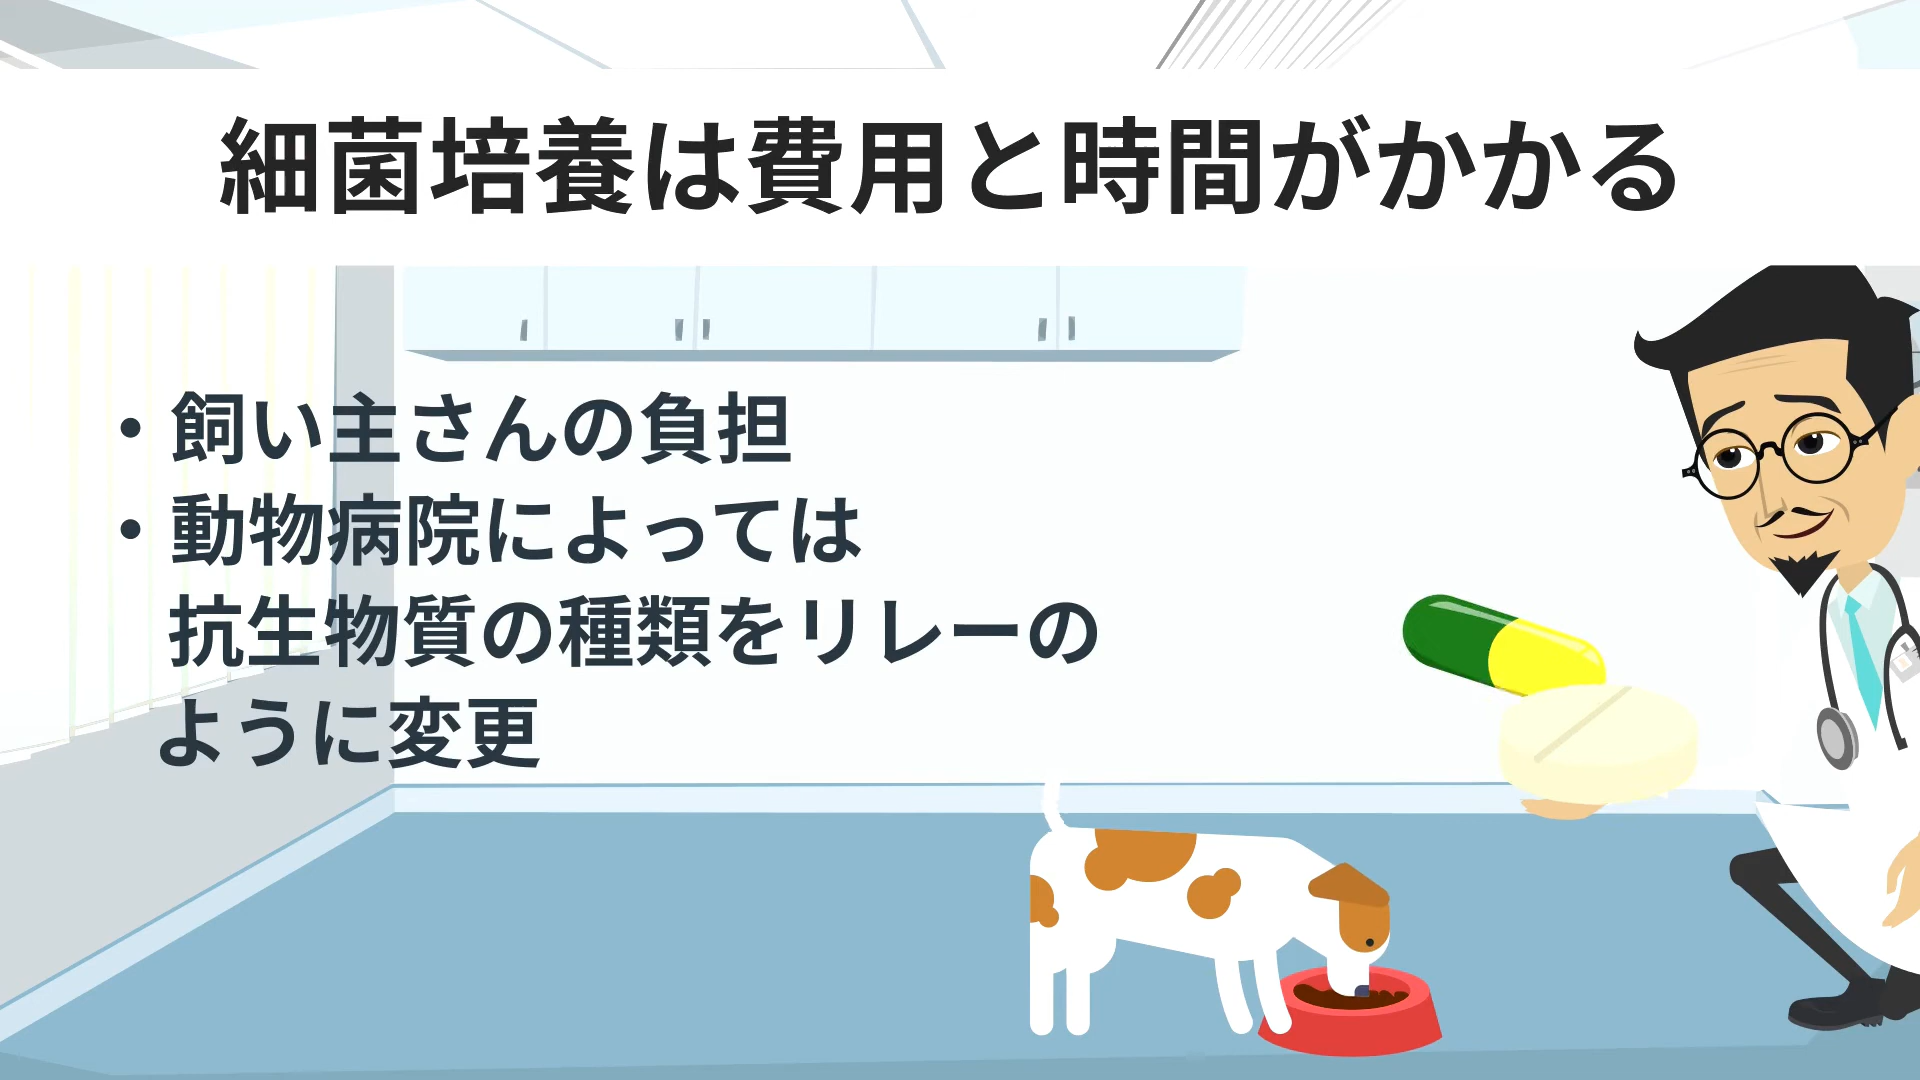 細菌培養は費用と時間がかかる
・飼い主さんの負担
・動物病院によっては
抗生物質の種類をリレーの
ように変更